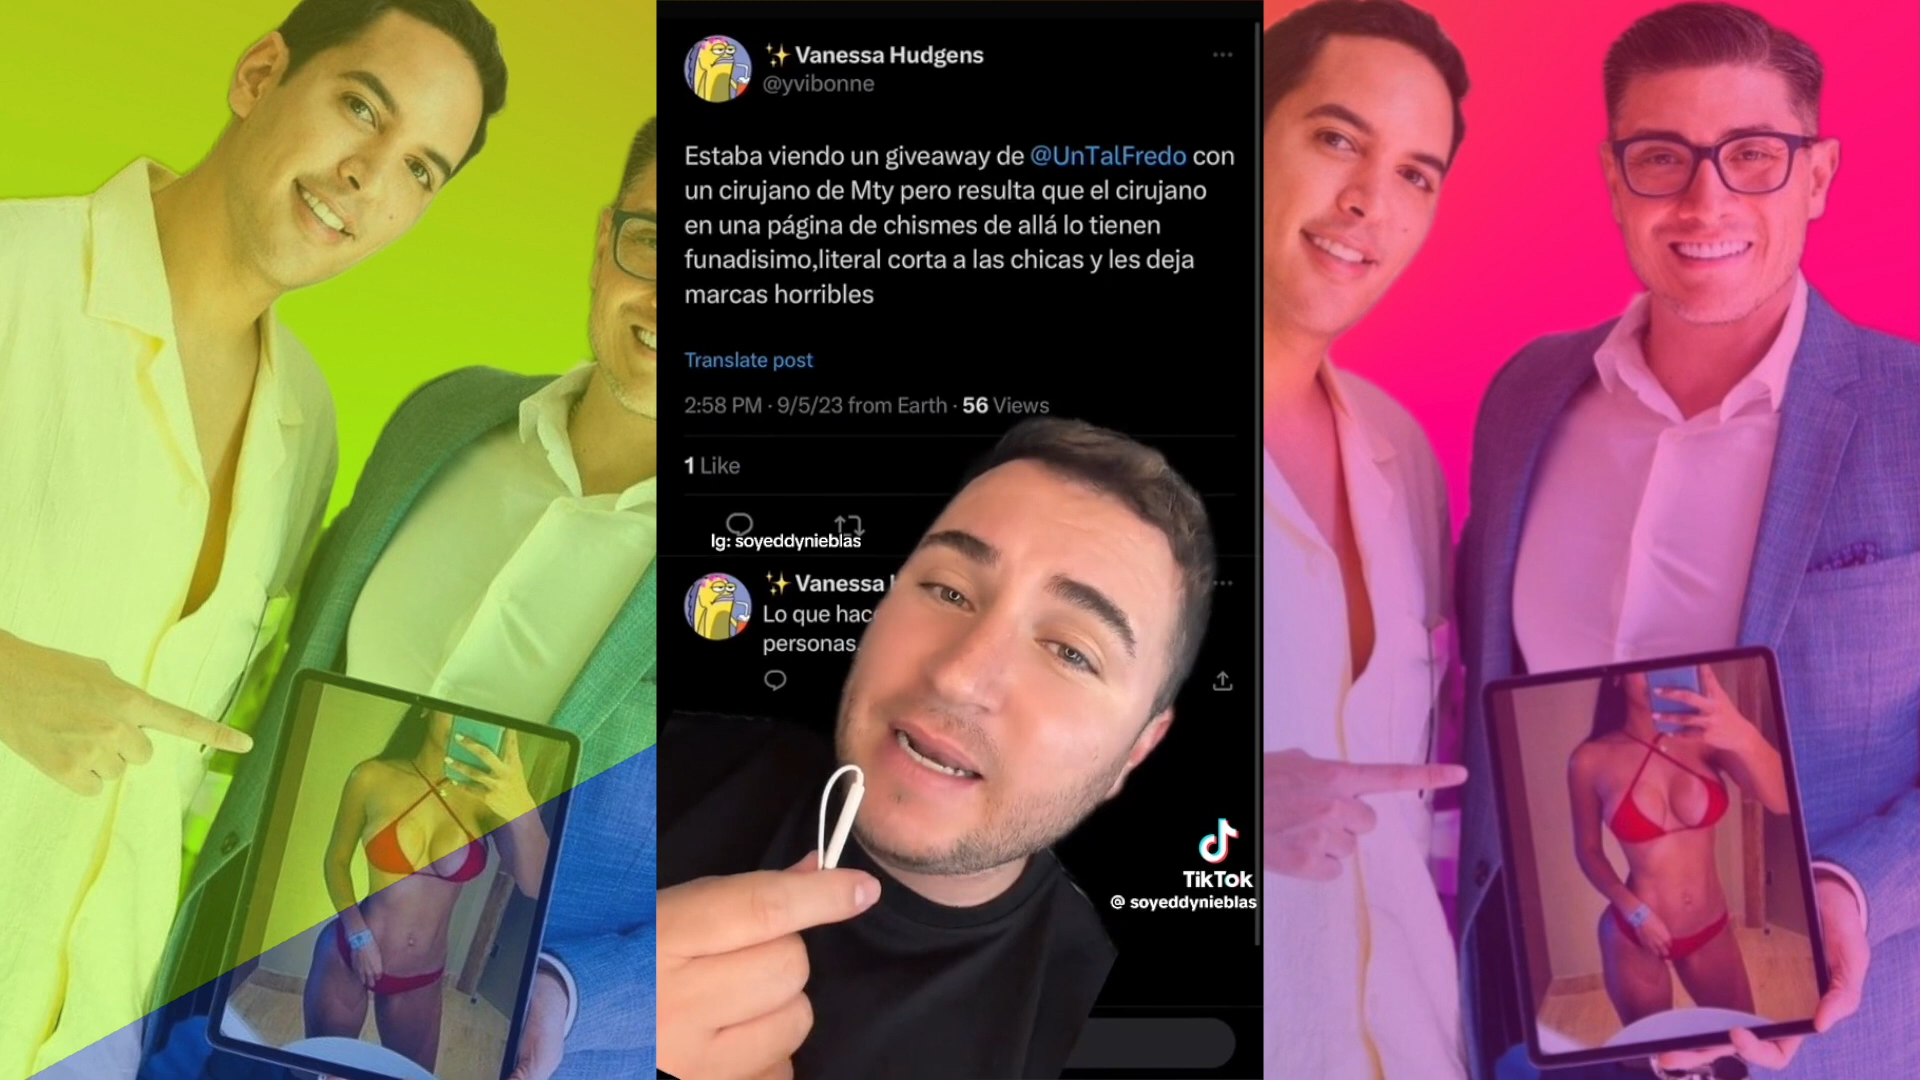 ✨ Vanessa Hudgens
@yvibonne
Estaba viendo un giveaway de @UnTalFredo con
un cirujano de Mty pero resulta que el cirujano
en una página de chismes de allá lo tienen
funadisimo,literal corta a las chicas y les deja
marcas horribles
Translate post
2:58 PM · 9/5/23 from Earth · 56 Views
1 Like
Ig: soyeddynieblas
✨ Vanessa
Lo que
personas.
TikTok
@ soyeddynieblas